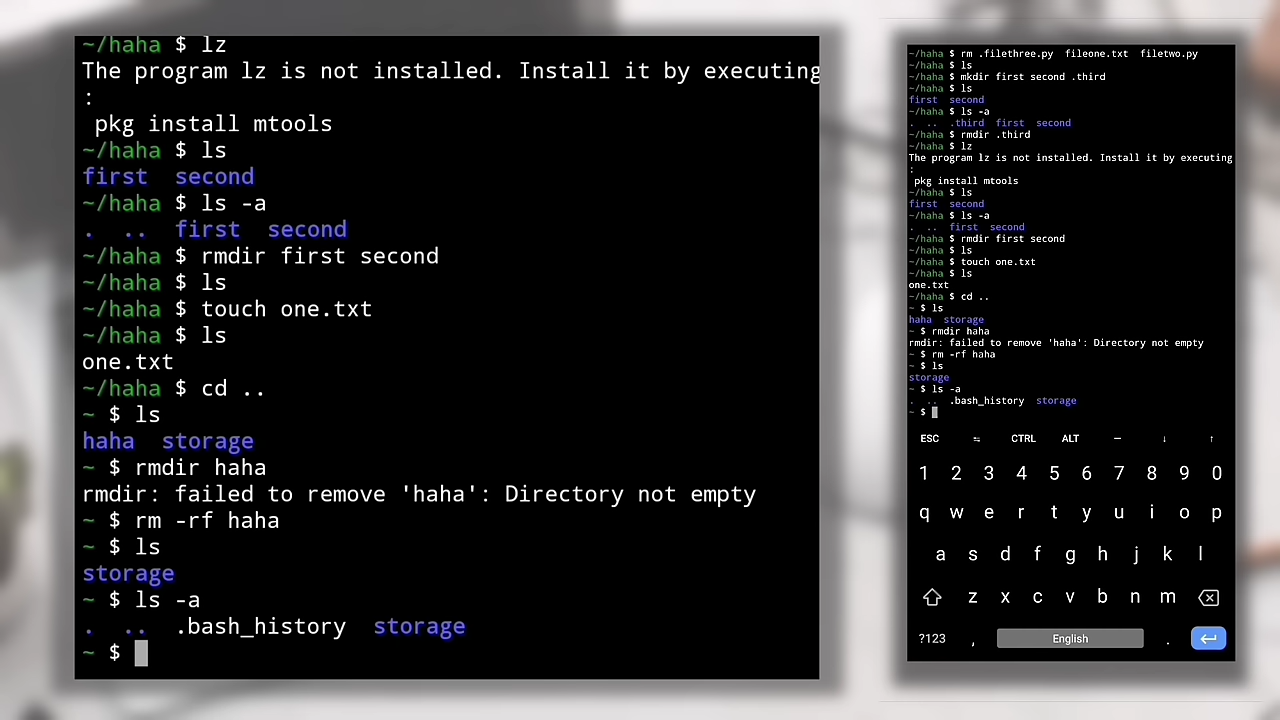 ~/haha $ lz
The program lz is not installed. Install it by executing
:
 pkg install mtools
~/haha $ ls
first  second
~/haha $ ls -a
.  ..  first  second
~/haha $ rmdir first second
~/haha $ ls
~/haha $ touch one.txt
~/haha $ ls
one.txt
~/haha $ cd ..
~ $ ls
haha  storage
~ $ rmdir haha
rmdir: failed to remove 'haha': Directory not empty
~ $ rm -rf haha
~ $ ls
storage
~ $ ls -a
.  ..  .bash_history  storage
~ $
~/haha $ rm .filethree.py  fileone.txt  filetwo.py
~/haha $ ls
~/haha $ mkdir first second .third
~/haha $ ls
first  second
~/haha $ ls -a
.  ..  .third  first  second
~/haha $ rmdir .third
~/haha $ lz
The program lz is not installed. Install it by executing
:
 pkg install mtools
~/haha $ ls
first  second
~/haha $ ls -a
.  ..  first  second
~/haha $ rmdir first second
~/haha $ ls
~/haha $ touch one.txt
~/haha $ ls
one.txt
~/haha $ cd ..
~ $ ls
haha  storage
~ $ rmdir haha
rmdir: failed to remove 'haha': Directory not empty
~ $ rm -rf haha
~ $ ls
storage
~ $ ls -a
.  ..  .bash_history  storage
~ $
ESC ↹ CTRL ALT — ↓ ↑
1 2 3 4 5 6 7 8 9 0
q w e r t y u i o p
a s d f g h j k l
z x c v b n m
?123 , English .